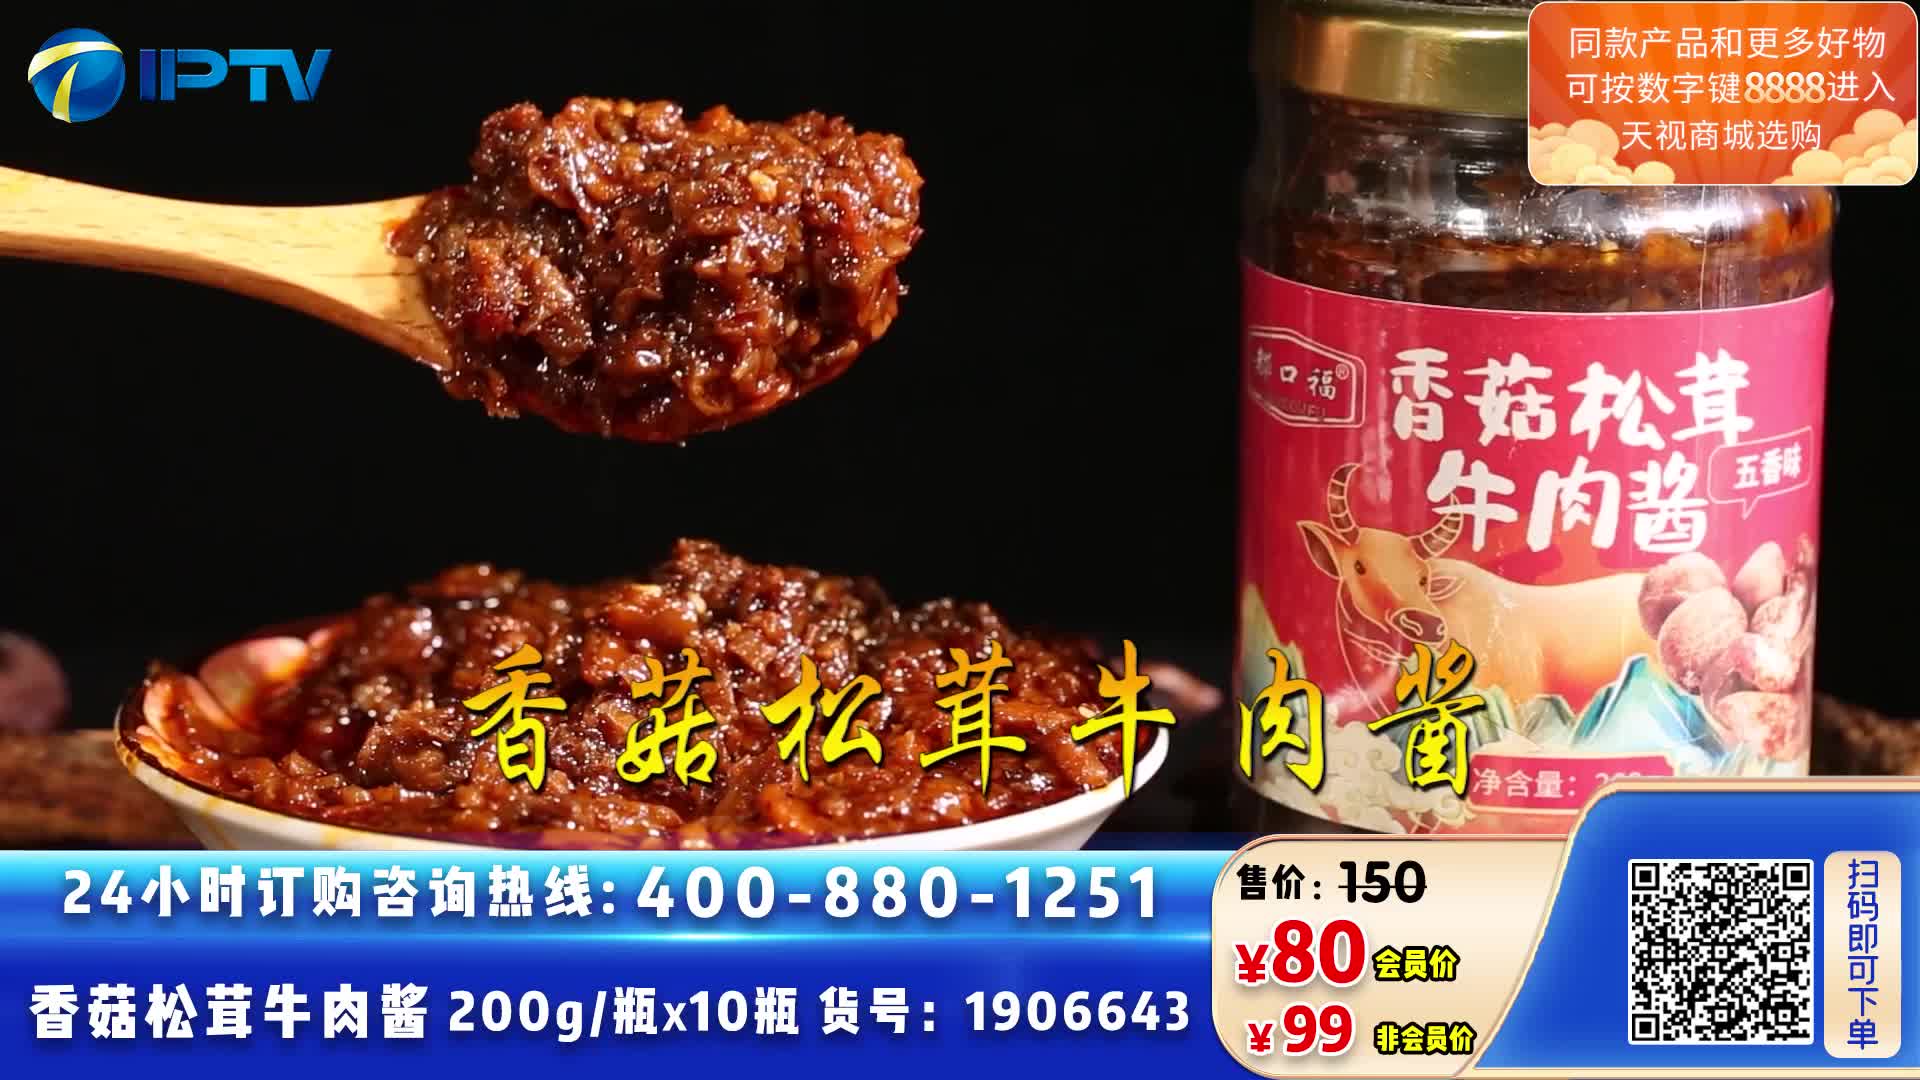 IPTV
同款产品和更多好物
可按数字键8888进入
天视商城选购
口福®
香菇松茸
牛肉酱
五香味
净含量：
香菇松茸牛肉酱
24小时订购咨询热线：400-880-1251
香菇松茸牛肉酱 200g/瓶x10瓶 货号：1906643
售价：150
¥80 会员价
¥99 非会员价
扫码即可下单